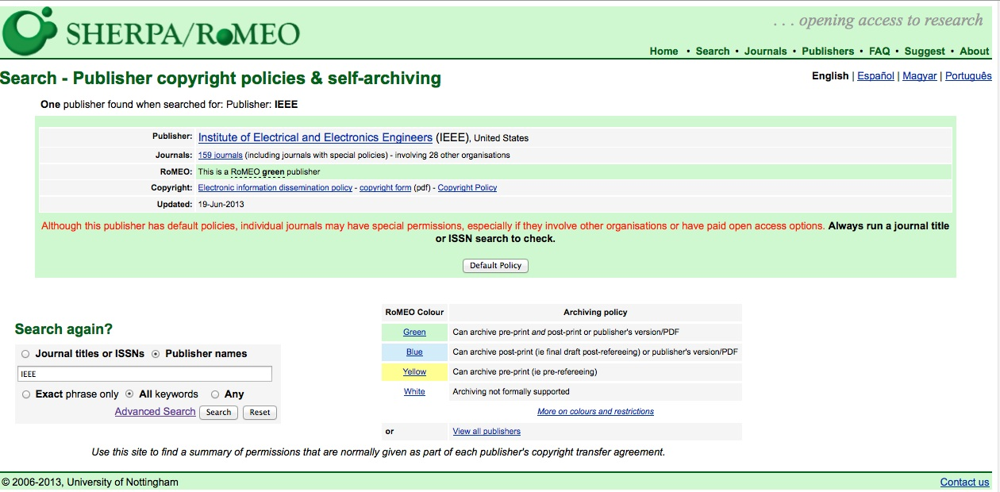 SHERPA/RoMEO
. . . opening access to research
Home • Search • Journals • Publishers • FAQ • Suggest • About
Search - Publisher copyright policies & self-archiving
English | Español | Magyar | Português
One publisher found when searched for: Publisher: IEEE
Publisher: Institute of Electrical and Electronics Engineers (IEEE), United States
Journals: 159 journals (including journals with special policies) - involving 28 other organisations
RoMEO: This is a RoMEO green publisher
Copyright: Electronic information dissemination policy - copyright form (pdf) - Copyright Policy
Updated: 19-Jun-2013
Although this publisher has default policies, individual journals may have special permissions, especially if they involve other organisations or have paid open access options. Always run a journal title
or ISSN search to check.
Default Policy
Search again?
Journal titles or ISSNs Publisher names
IEEE
Exact phrase only All keywords Any
Advanced Search Search Reset
RoMEO Colour Archiving policy
Green Can archive pre-print and post-print or publisher's version/PDF
Blue Can archive post-print (ie final draft post-refereeing) or publisher's version/PDF
Yellow Can archive pre-print (ie pre-refereeing)
White Archiving not formally supported
More on colours and restrictions
or View all publishers
Use this site to find a summary of permissions that are normally given as part of each publisher's copyright transfer agreement.
© 2006-2013, University of Nottingham
Contact us